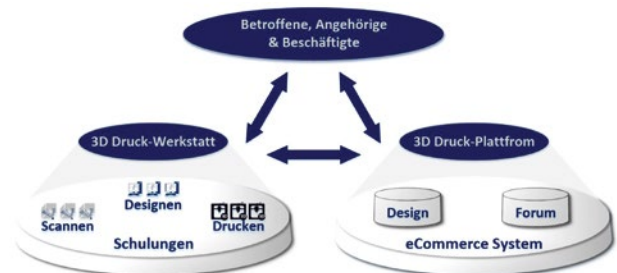 Betroffene, Angehörige
& Beschäftigte
3D Druck-Werkstatt
3D Druck-Plattfrom
Designen
Scannen
Drucken
Schulungen
Design
Forum
eCommerce System